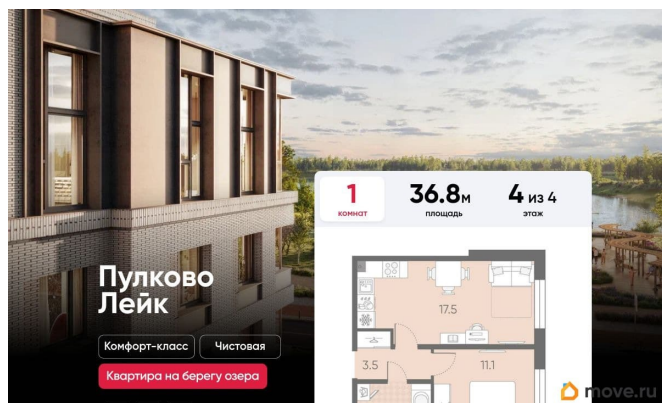 1
комнат
36.8м
площадь
4 из 4
этаж
Пулково
Лейк
17.5
Комфорт-класс
Чистовая
3.5
11.1
Квартира на берегу озера
move.ru